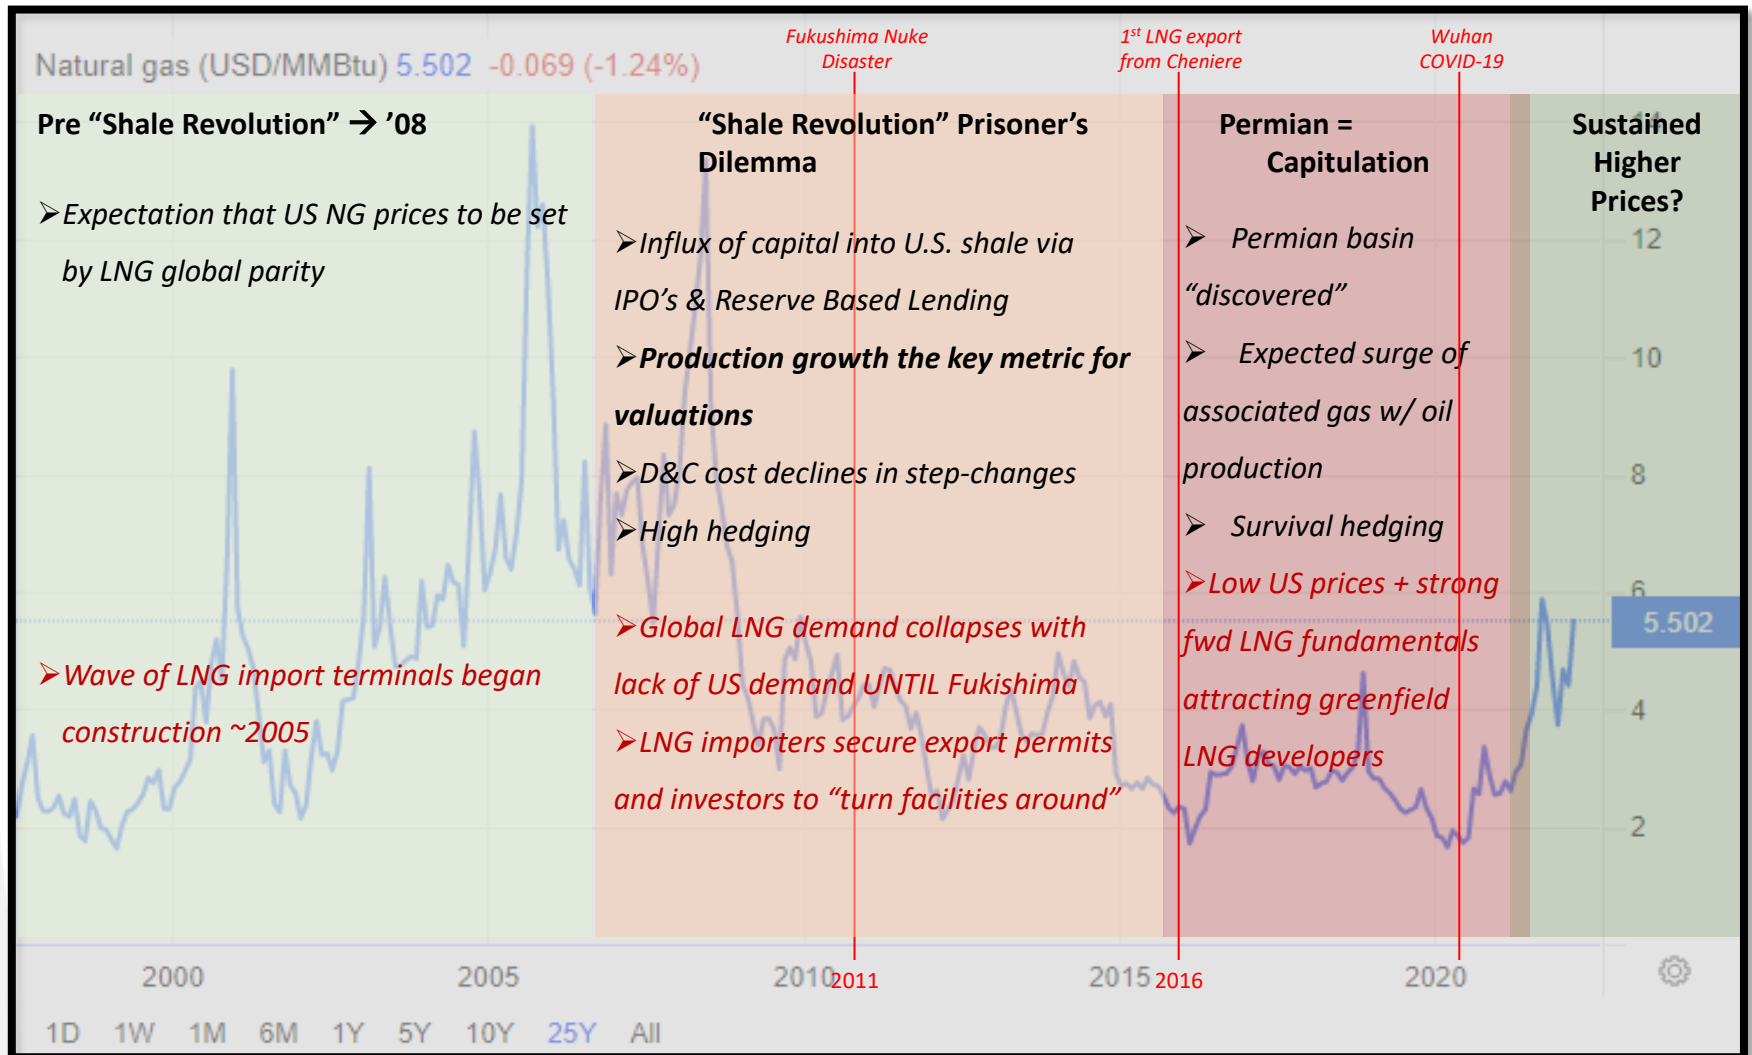 Fukushima Nuke
Disaster
1st LNG export
from Cheniere
Wuhan
COVID-19
Natural gas (USD/MMBtu) 5.502 -0.069 (-1.24%)
Pre “Shale Revolution” → ’08
➢Expectation that US NG prices to be set
by LNG global parity
➢Wave of LNG import terminals began
construction ~2005
“Shale Revolution” Prisoner’s
Dilemma
➢Influx of capital into U.S. shale via
IPO’s & Reserve Based Lending
➢Production growth the key metric for
valuations
➢D&C cost declines in step-changes
➢High hedging
➢Global LNG demand collapses with
lack of US demand UNTIL Fukishima
➢LNG importers secure export permits
and investors to “turn facilities around”
Permian =
Capitulation
➢ Permian basin
“discovered”
➢ Expected surge of
associated gas w/ oil
production
➢ Survival hedging
➢Low US prices + strong
fwd LNG fundamentals
attracting greenfield
LNG developers
Sustained
Higher
Prices?
14
12
10
8
6
5.502
4
2
2000 2005 2010 2011 2015 2016 2020
1D 1W 1M 6M 1Y 5Y 10Y 25Y All